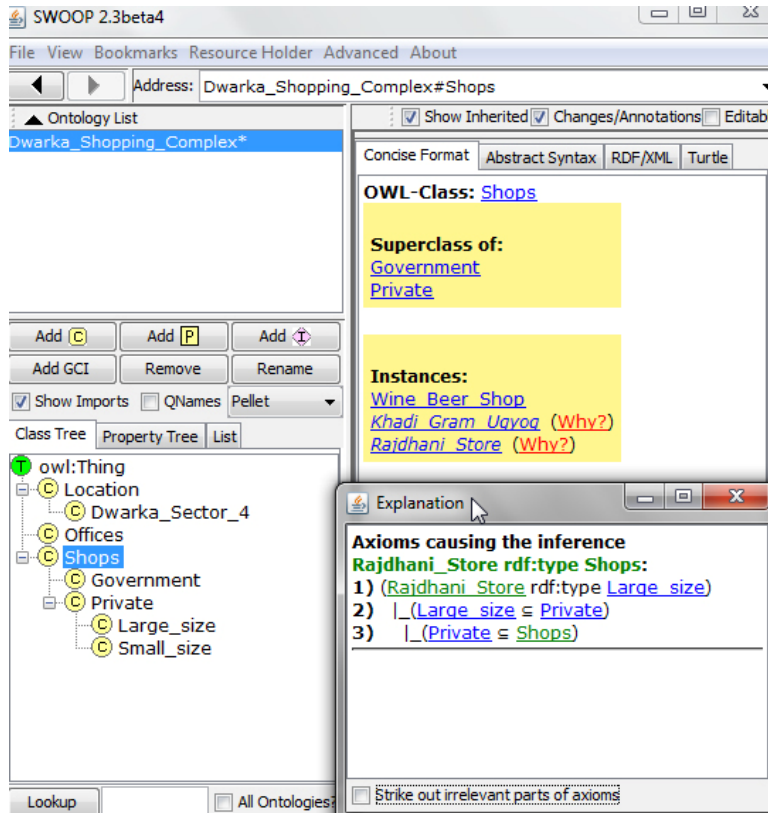 SWOOP 2.3beta4
File View Bookmarks Resource Holder Advanced About
Address: Dwarka_Shopping_Complex#Shops
Ontology List
Show Inherited Changes/Annotations Editab
Dwarka_Shopping_Complex*
Concise Format Abstract Syntax RDF/XML Turtle
OWL-Class: Shops
Superclass of:
Government
Private
Add C Add P Add I
Add GCI Remove Rename
Show Imports QNames Pellet
Instances:
Wine_Beer_Shop
Khadi_Gram_Ugyog (Why?)
Rajdhani_Store (Why?)
Class Tree Property Tree List
T owl:Thing
C Location
C Dwarka_Sector_4
C Offices
C Shops
C Government
C Private
C Large_size
C Small_size
Explanation
Axioms causing the inference
Rajdhani_Store rdf:type Shops:
1) (Rajdhani_Store rdf:type Large_size)
2) |_(Large_size ⊆ Private)
3) |_(Private ⊆ Shops)
Strike out irrelevant parts of axioms
Lookup All Ontologies?